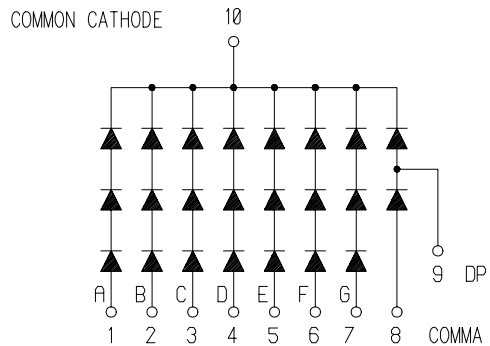 COMMON CATHODE 10
A B C D E F G
9 DP
1 2 3 4 5 6 7 8 COMMA